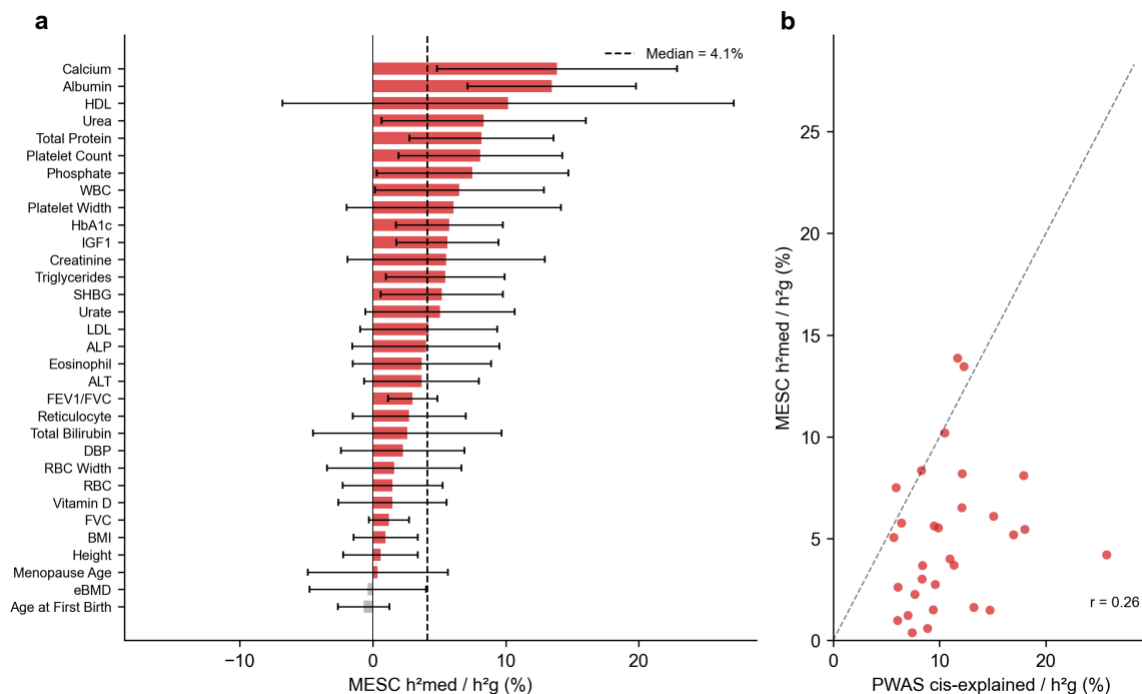 a
Median = 4.1%
Calcium
Albumin
HDL
Urea
Total Protein
Platelet Count
Phosphate
WBC
Platelet Width
HbA1c
IGF1
Creatinine
Triglycerides
SHBG
Urate
LDL
ALP
Eosinophil
ALT
FEV1/FVC
Reticulocyte
Total Bilirubin
DBP
RBC Width
RBC
Vitamin D
FVC
BMI
Height
Menopause Age
eBMD
Age at First Birth
−10 0 10 20
MESC h²med / h²g (%)
b
MESC h²med / h²g (%)
25
20
15
10
5
0
r = 0.26
0 10 20
PWAS cis-explained / h²g (%)